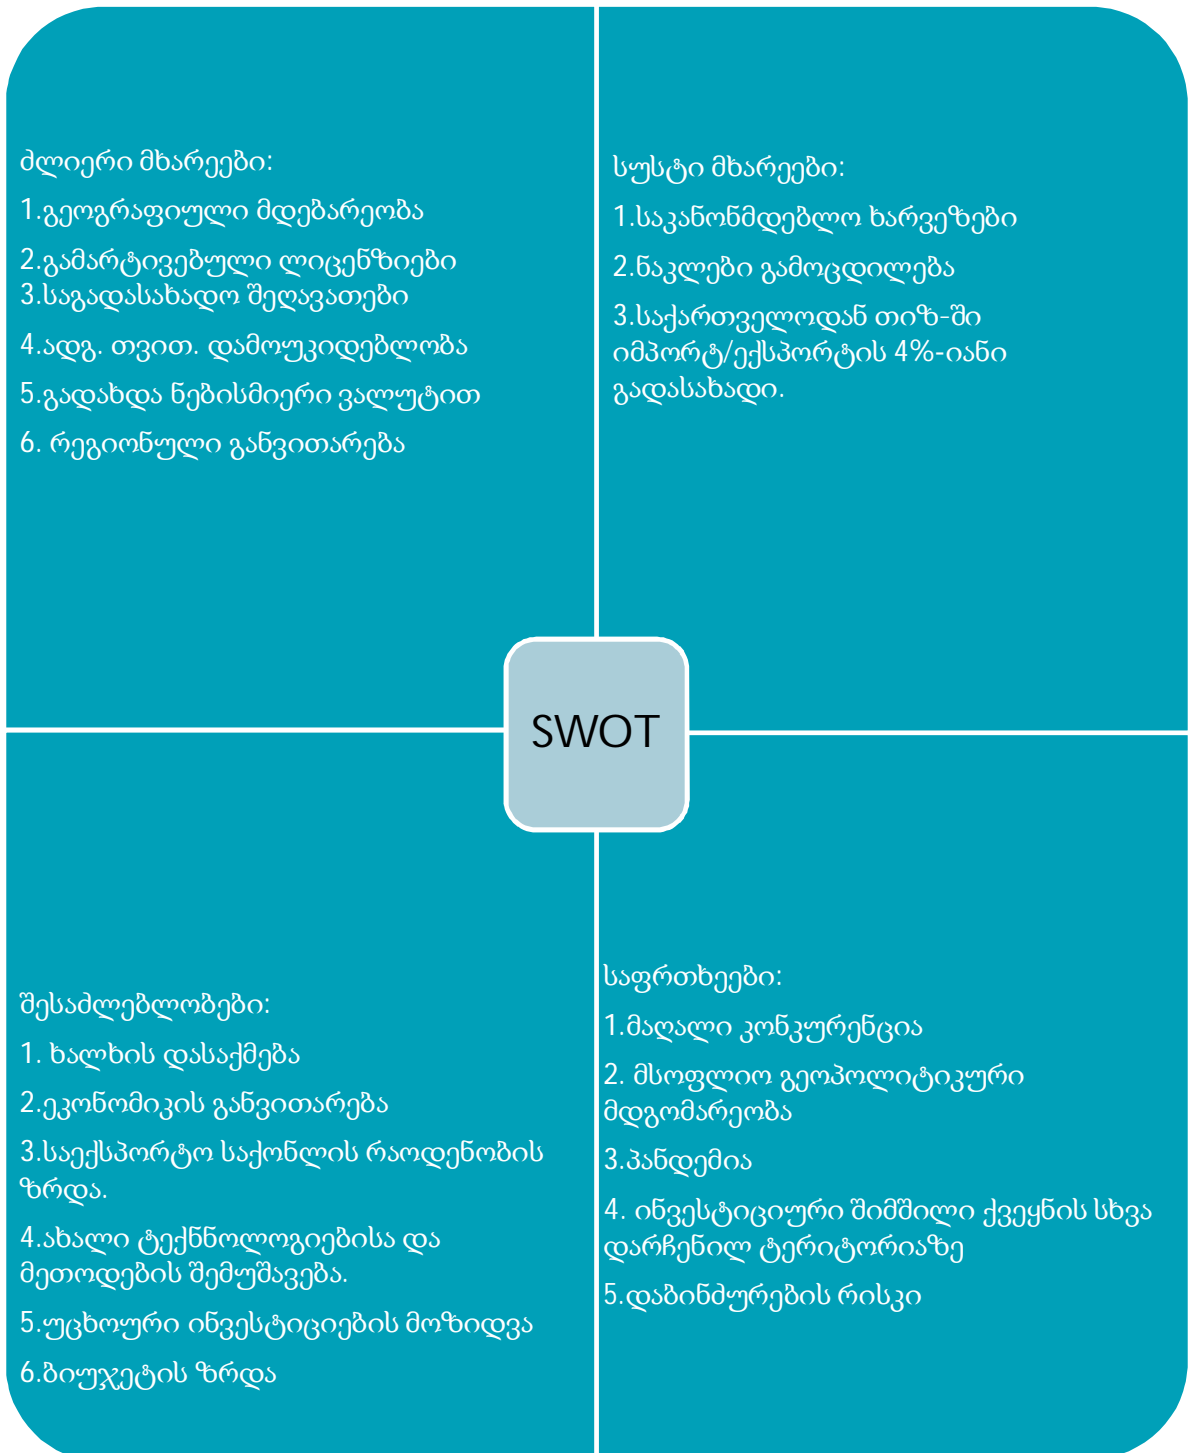 ძლიერი მხარეები:
1.გეოგრაფიული მდებარეობა
2.გამარტივებული ლიცენზიები
3.საგადასახადო შეღავათები
4.ადგ. თვით. დამოუკიდებლობა
5.გადახდა ნებისმიერი ვალუტით
6. რეგიონული განვითარება
სუსტი მხარეები:
1.საკანონმდებლო ხარვეზები
2.ნაკლები გამოცდილება
3.საქართველოდან თიზ-ში
იმპორტ/ექსპორტის 4%-იანი
გადასახადი.
SWOT
შესაძლებლობები:
1. ხალხის დასაქმება
2.ეკონომიკის განვითარება
3.საექსპორტო საქონლის რაოდენობის
ზრდა.
4.ახალი ტექნნოლოგიებისა და
მეთოდების შემუშავება.
5.უცხოური ინვესტიციების მოზიდვა
6.ბიუჯეტის ზრდა
საფრთხეები:
1.მაღალი კონკურენცია
2. მსოფლიო გეოპოლიტიკური
მდგომარეობა
3.პანდემია
4. ინვესტიციური შიმშილი ქვეყნის სხვა
დარჩენილ ტერიტორიაზე
5.დაბინძურების რისკი